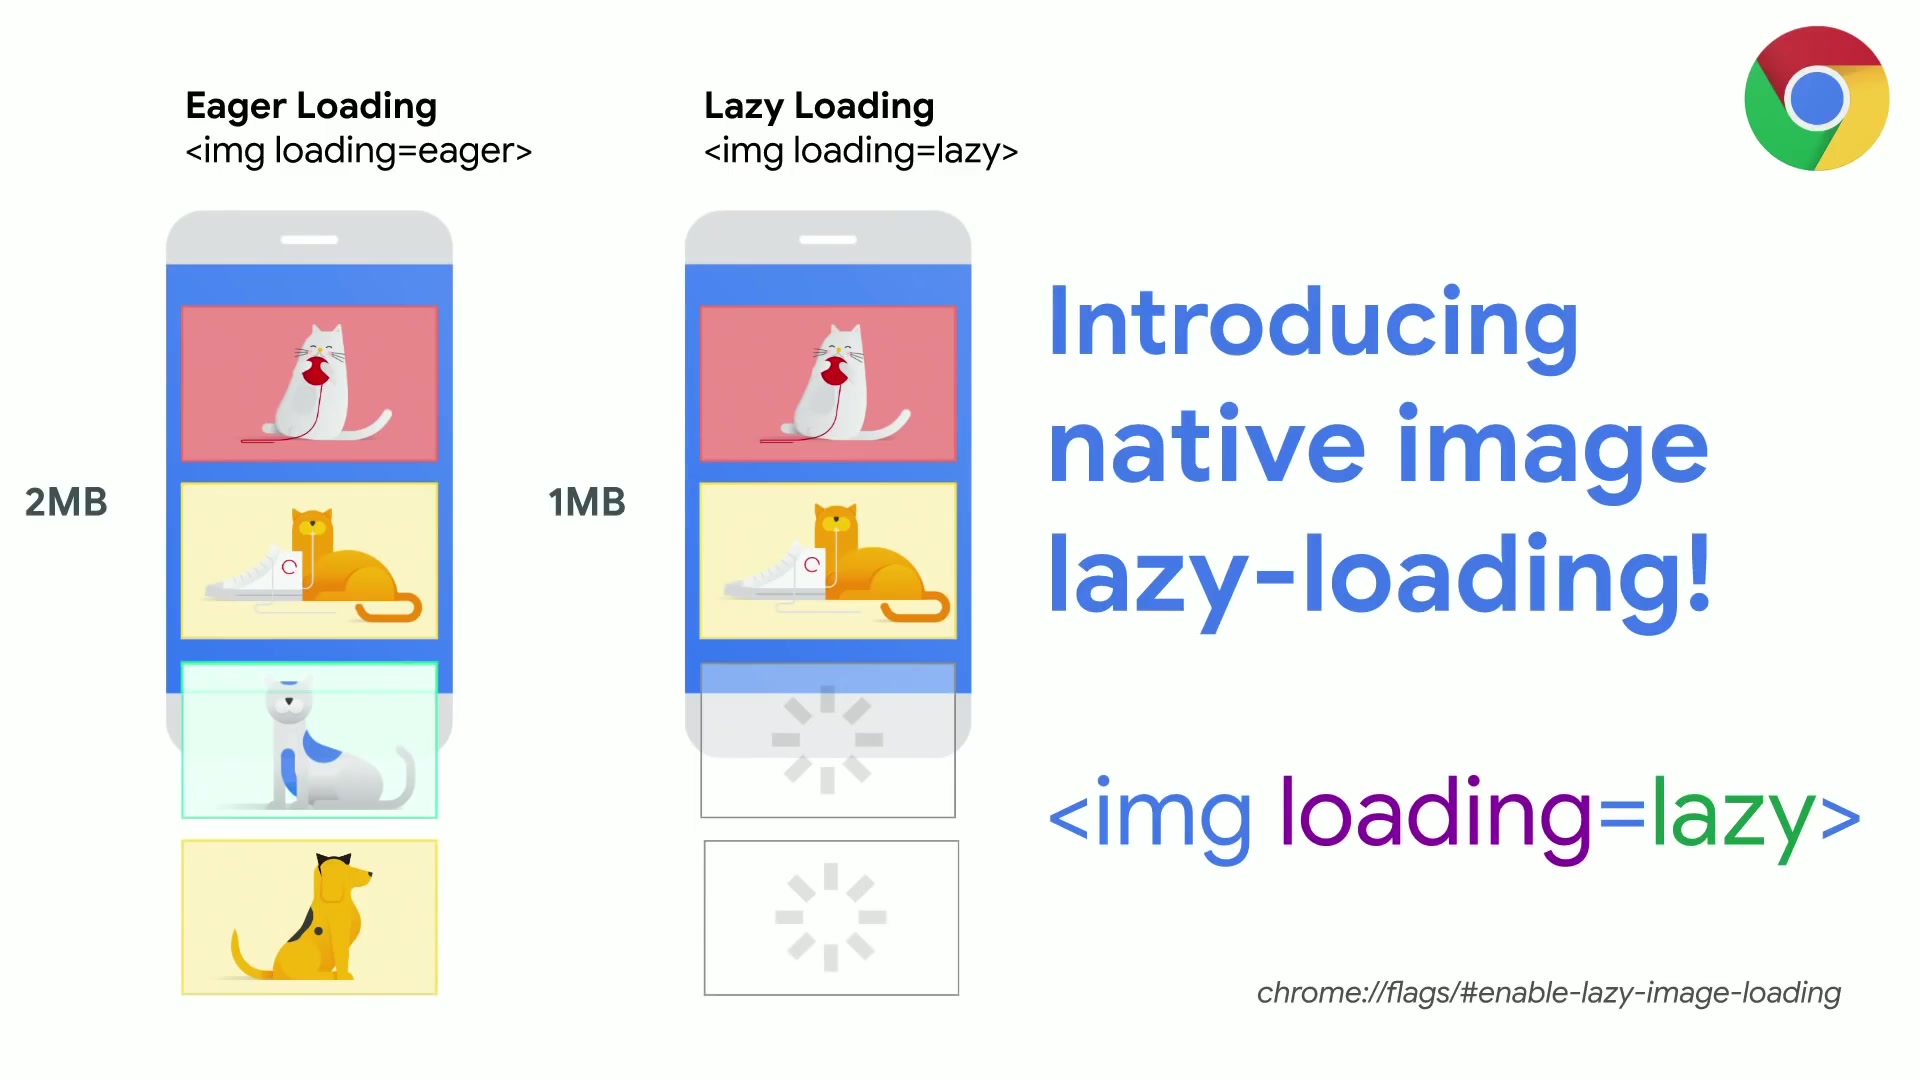 Eager Loading
<img loading=eager>
Lazy Loading
<img loading=lazy>
2MB
1MB
Introducing
native image
lazy-loading!
<img loading=lazy>
chrome://flags/#enable-lazy-image-loading